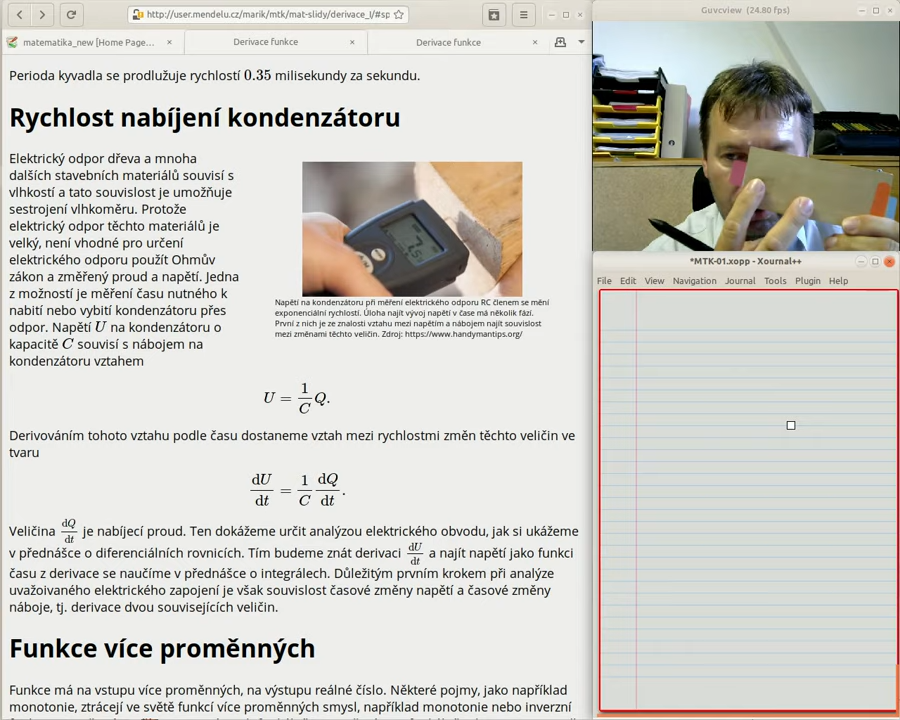 http://user.mendelu.cz/marik/mtk/mat-slidy/derivace_I/#sp
matematika_new [Home Page...
Derivace funkce
Derivace funkce
Perioda kyvadla se prodlužuje rychlostí 0.35 milisekundy za sekundu.
Rychlost nabíjení kondenzátoru
Elektrický odpor dřeva a mnoha
dalších stavebních materiálů souvisí s
vlhkostí a tato souvislost je umožňuje
sestrojení vlhkoměru. Protože
elektrický odpor těchto materiálů je
velký, není vhodné pro určení
elektrického odporu použít Ohmův
zákon a změřený proud a napětí. Jedna
z možností je měření času nutného k
nabití nebo vybití kondenzátoru přes
odpor. Napětí U na kondenzátoru o
kapacitě C souvisí s nábojem na
kondenzátoru vztahem
Napětí na kondenzátoru při měření elektrického odporu RC členem se mění
exponenciální rychlostí. Úloha najít vývoj napětí v čase má několik fází.
První z nich je ze znalosti vztahu mezi napětím a nábojem najít souvislost
mezi změnami těchto veličin. Zdroj: https://www.handymantips.org/
U = 1/C Q.
Derivováním tohoto vztahu podle času dostaneme vztah mezi rychlostmi změn těchto veličin ve
tvaru
dU/dt = 1/C dQ/dt.
Veličina dQ/dt je nabíjecí proud. Ten dokážeme určit analýzou elektrického obvodu, jak si ukážeme
v přednášce o diferenciálních rovnicích. Tím budeme znát derivaci dU/dt a najít napětí jako funkci
času z derivace se naučíme v přednášce o integrálech. Důležitým prvním krokem při analýze
uvažoivaného elektrického zapojení je však souvislost časové změny napětí a časové změny
náboje, tj. derivace dvou souvisejících veličin.
Funkce více proměnných
Funkce má na vstupu více proměnných, na výstupu reálné číslo. Některé pojmy, jako například
monotonie, ztrácejí ve světě funkcí více proměnných smysl, například monotonie nebo inverzní
Guvcview (24.80 fps)
*MTK-01.xopp - Xournal++
File Edit View Navigation Journal Tools Plugin Help